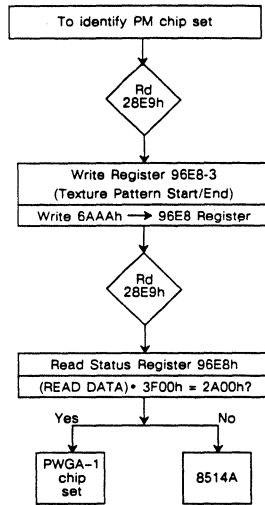 To identify PM chip set
Rd
28E9h
Write Register 96E8-3
(Texture Pattern Start/End)
Write 6AAAh → 96E8 Register
Rd
28E9h
Read Status Register 96E8h
(READ DATA)• 3F00h = 2A00h?
Yes
No
PWGA-1
chip
set
8514A